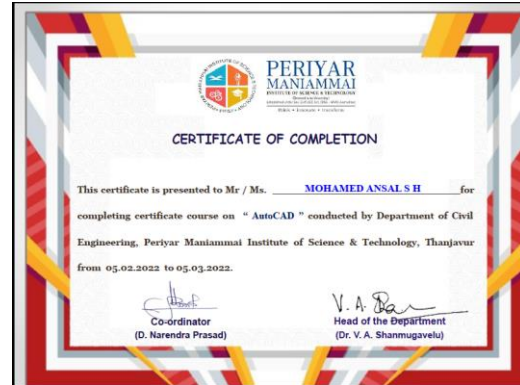 PERIYAR
MANIAMMAI
INSTITUTE OF SCIENCE & TECHNOLOGY
CERTIFICATE OF COMPLETION
This certificate is presented to Mr / Ms. MOHAMED ANSAL S H for
completing certificate course on “ AutoCAD ” conducted by Department of Civil
Engineering, Periyar Maniammai Institute of Science & Technology, Thanjavur
from 05.02.2022 to 05.03.2022.
Co-ordinator
(D. Narendra Prasad)
Head of the Department
(Dr. V. A. Shanmugavelu)